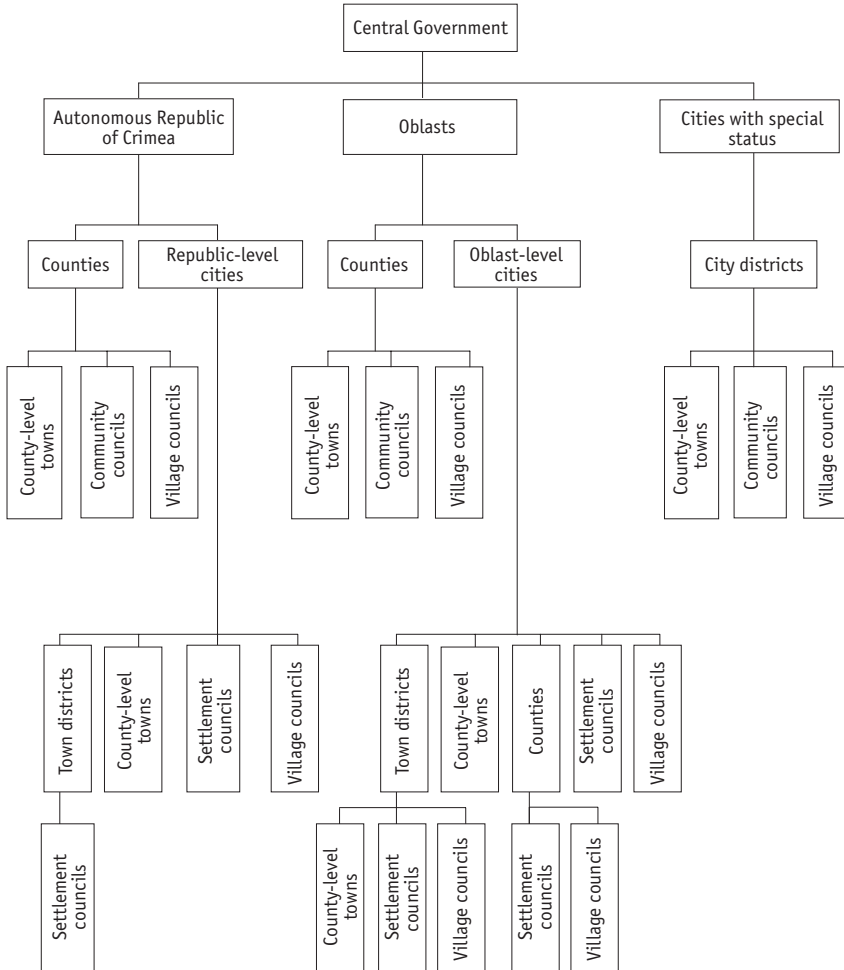 Central Government
Autonomous Republic
of Crimea
Oblasts
Cities with special
status
Counties
Republic-level
cities
Counties
Oblast-level
cities
City districts
County-level
towns
Community
councils
Village councils
County-level
towns
Community
councils
Village councils
County-level
towns
Community
councils
Village councils
Town districts
County-level
towns
Settlement
councils
Village councils
Town districts
County-level
towns
Counties
Settlement
councils
Village councils
Settlement
councils
County-level
towns
Settlement
councils
Village councils
Settlement
councils
Village councils